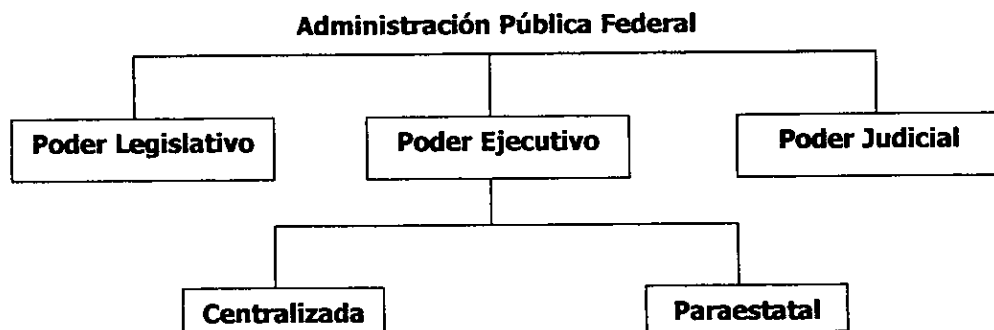 Administración Pública Federal
Poder Legislativo
Poder Ejecutivo
Poder Judicial
Centralizada
Paraestatal